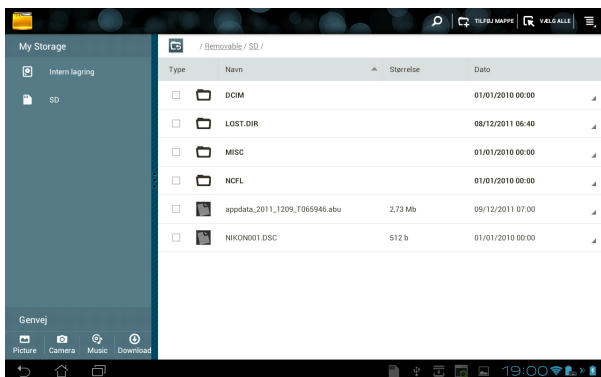 TILFØJ MAPPE VÆLG ALLE
My Storage
/ Removable / SD /
Intern lagring
SD
Type Navn Størrelse Dato
DCIM 01/01/2010 00:00
LOST.DIR 08/12/2011 06:40
MISC 01/01/2010 00:00
NCFL 01/01/2010 00:00
appdata_2011_1209_T065946.abu 2,73 Mb 09/12/2011 07:00
NIKON001.DSC 512 b 01/01/2010 00:00
Genvej
Picture Camera Music Download
19:00